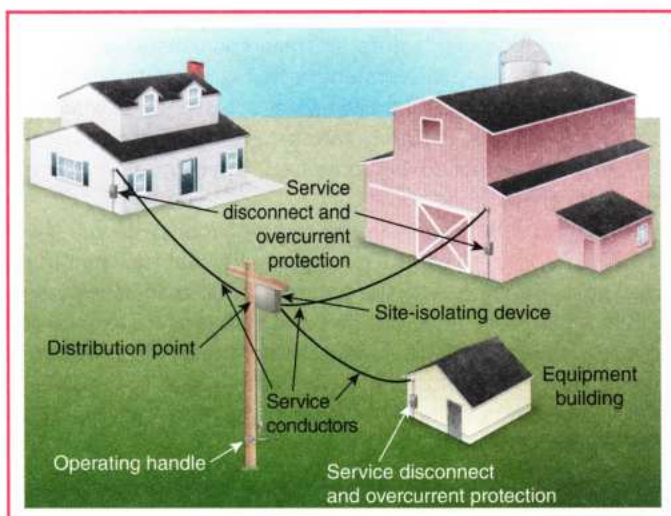 Service
disconnect and
overcurrent
protection
Site-isolating device
Distribution point
Service
conductors
Equipment
building
Operating handle
Service disconnect
and overcurrent protection